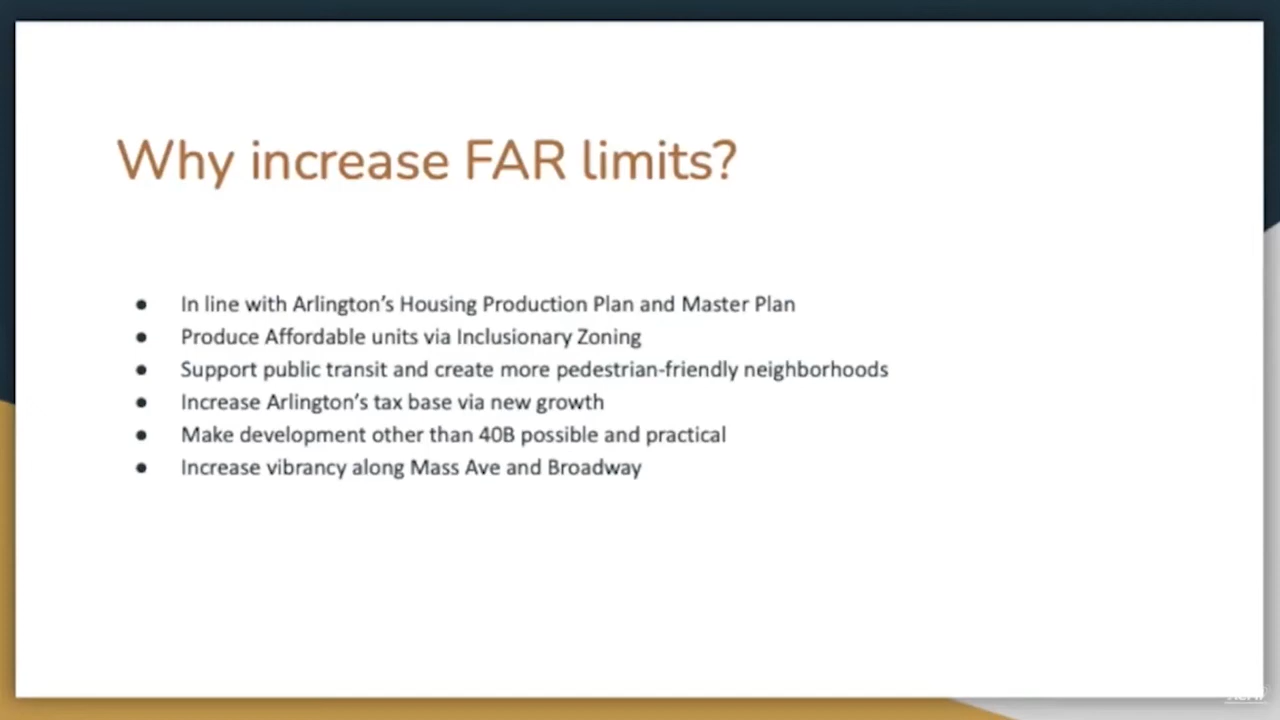 Why increase FAR limits?
● In line with Arlington’s Housing Production Plan and Master Plan
● Produce Affordable units via Inclusionary Zoning
● Support public transit and create more pedestrian-friendly neighborhoods
● Increase Arlington’s tax base via new growth
● Make development other than 40B possible and practical
● Increase vibrancy along Mass Ave and Broadway